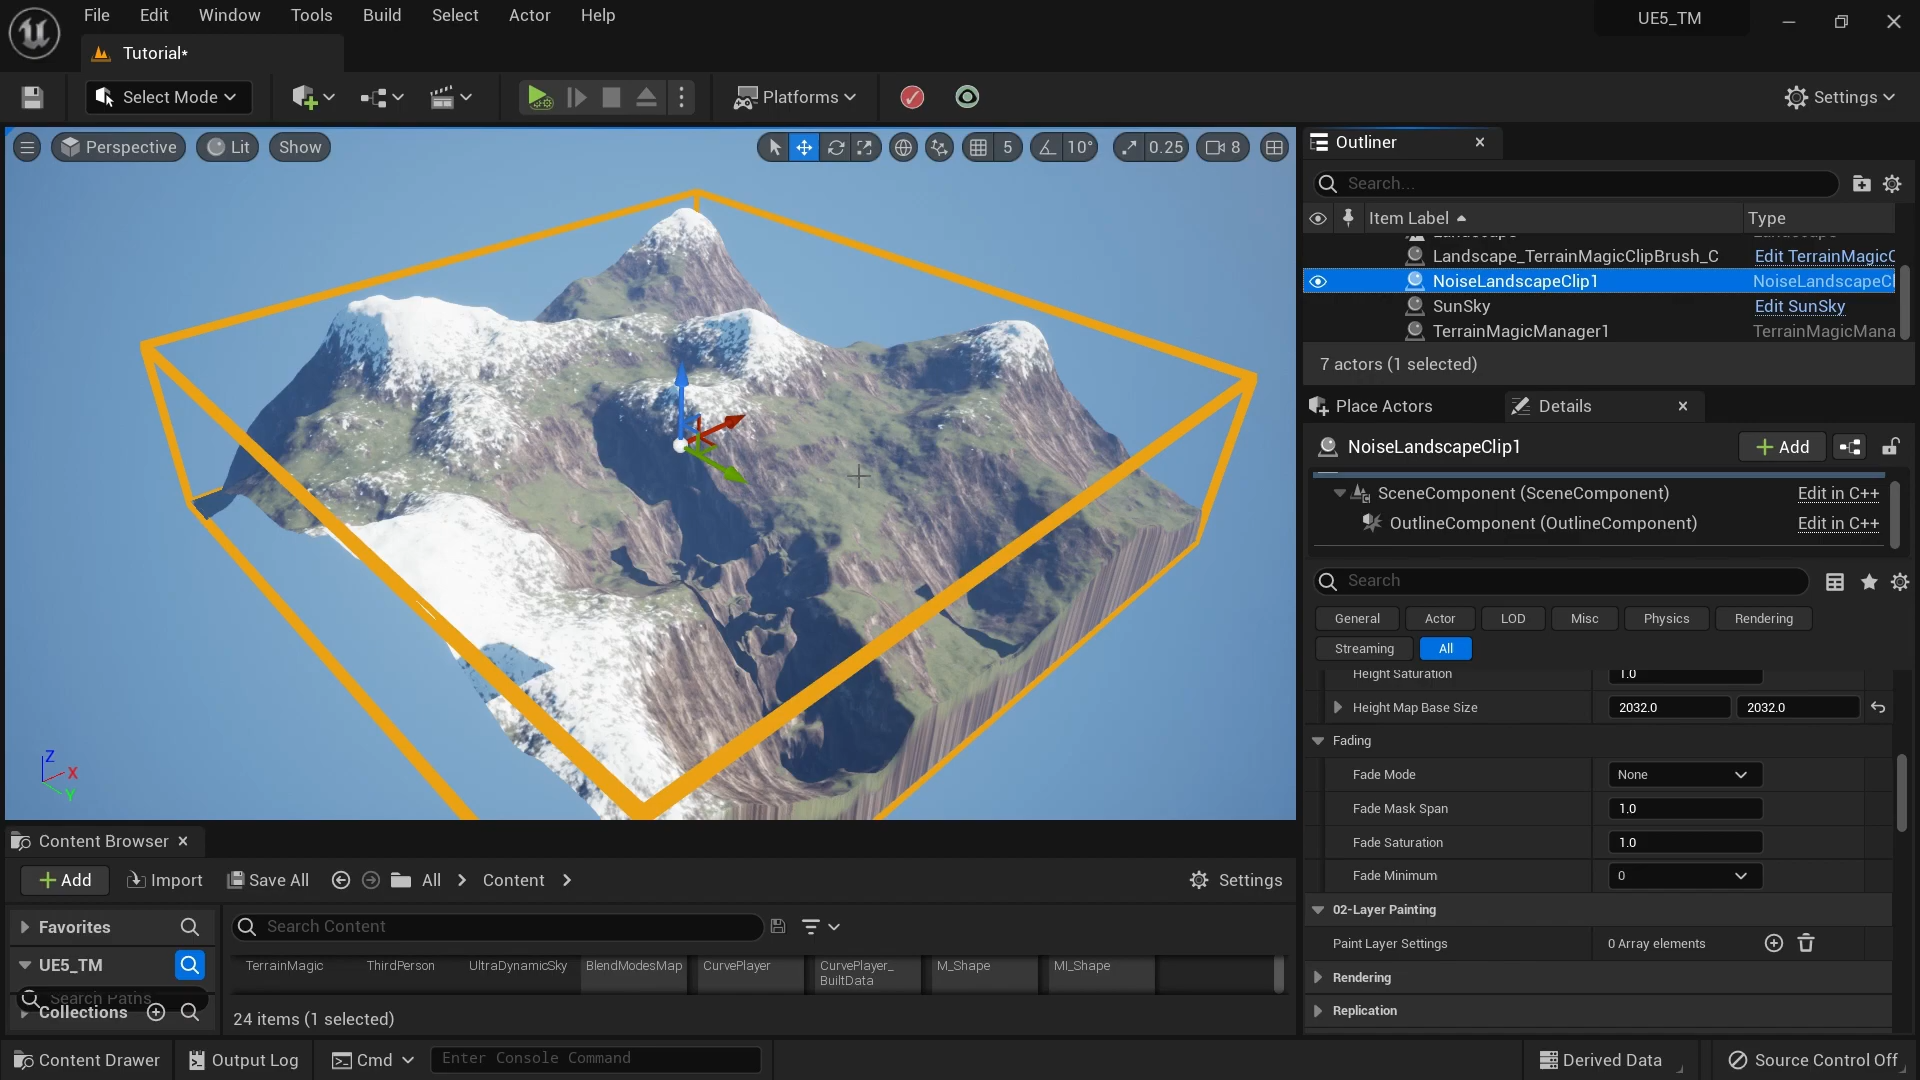 File Edit Window Tools Build Select Actor Help
UE5_TM
Tutorial*
Select Mode
Platforms
Settings
Perspective Lit Show
5 10° 0.25 8
Outliner
Search...
Item Label Type
Landscape Landscape
Landscape_TerrainMagicClipBrush_C Edit TerrainMagicC
NoiseLandscapeClip1 NoiseLandscapeCl
SunSky Edit SunSky
TerrainMagicManager1 TerrainMagicMana
7 actors (1 selected)
Place Actors Details
NoiseLandscapeClip1 Add
SceneComponent (SceneComponent) Edit in C++
OutlineComponent (OutlineComponent) Edit in C++
Search
General Actor LOD Misc Physics Rendering
Streaming All
Height Saturation 1.0
Height Map Base Size 2032.0 2032.0
Fading
Fade Mode None
Fade Mask Span 1.0
Fade Saturation 1.0
Fade Minimum 0
02-Layer Painting
Paint Layer Settings 0 Array elements
Rendering
Replication
Z
X
Y
Content Browser
Add Import Save All All Content Settings
Favorites
Search Content
UE5_TM
Search Paths
Collections
TerrainMagic ThirdPerson UltraDynamicSky BlendModesMap CurvePlayer CurvePlayer_ M_Shape MI_Shape
BuiltData
24 items (1 selected)
Content Drawer Output Log Cmd Enter Console Command Derived Data Source Control Off